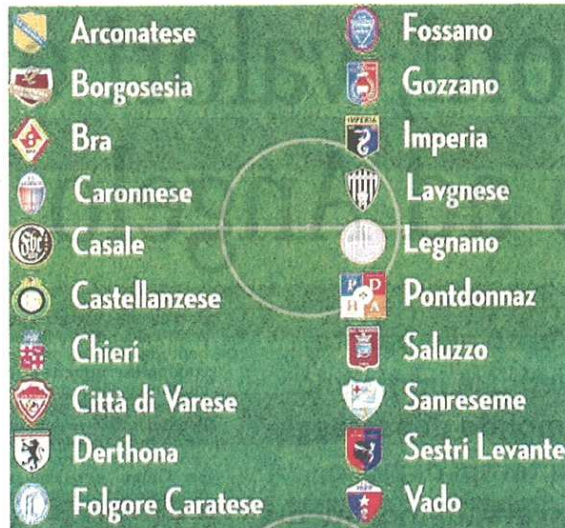 Arconatese
Borgosesia
Bra
Caronnese
Casale
Castellanzese
Chieri
Città di Varese
Derthona
Folgore Caratese
Fossano
Gozzano
IMPERIA
Imperia
Lavgnese
Legnano
P D
H A
Pontdonnaz
Saluzzo
Sanreseme
Sestri Levante
Vado